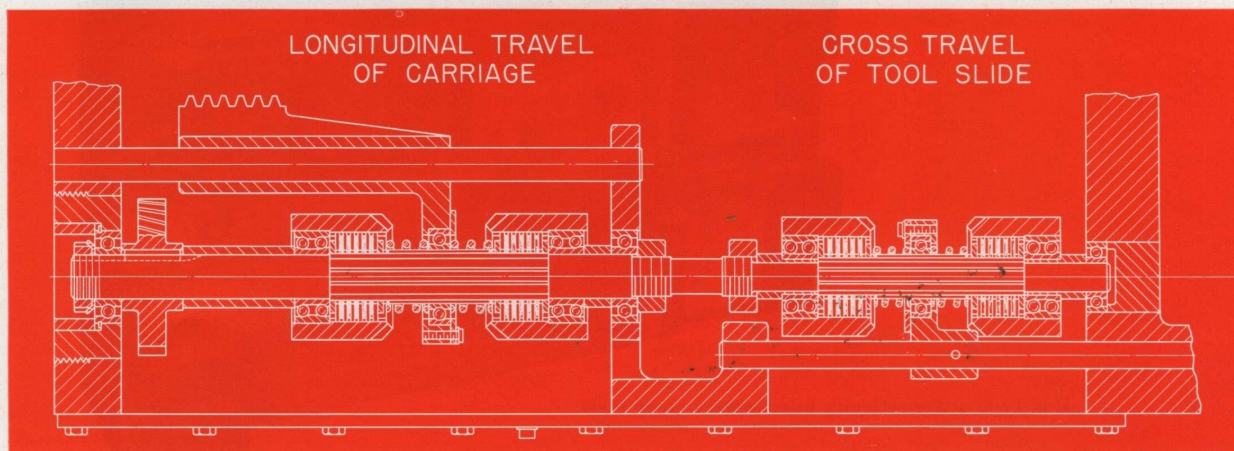 LONGITUDINAL TRAVEL
OF CARRIAGE
CROSS TRAVEL
OF TOOL SLIDE